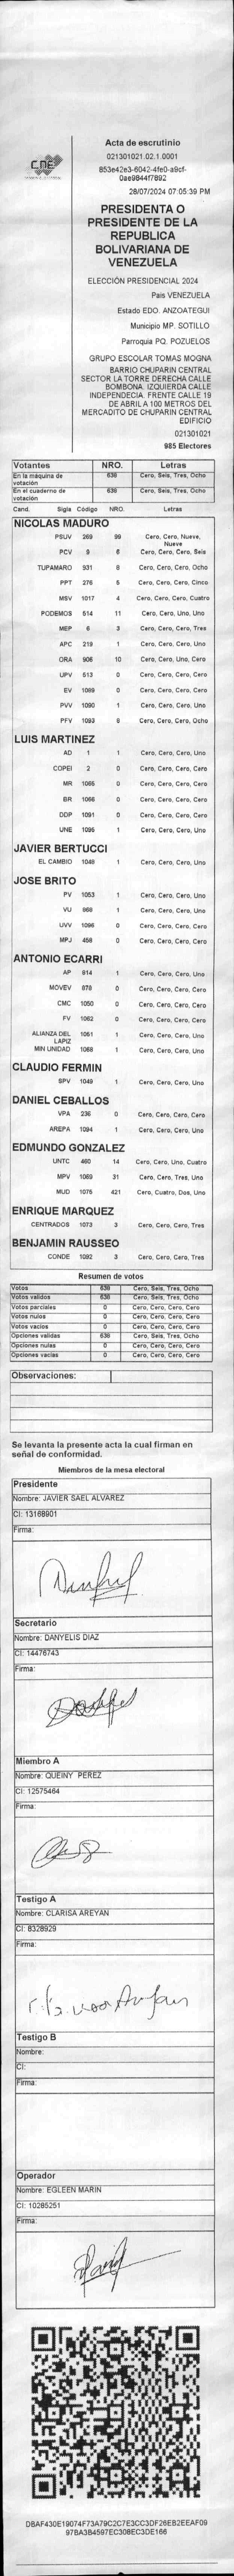 CNE
Acta de escrutinio
021301021.02.1.0001
853e42e3-6042-4fe0-a9cf-
0ae9844f7892
28/07/2024 07:05:39 PM
PRESIDENTA O
PRESIDENTE DE LA
REPUBLICA
BOLIVARIANA DE
VENEZUELA
ELECCIÓN PRESIDENCIAL 2024
Pais VENEZUELA
Estado EDO. ANZOATEGUI
Municipio MP. SOTILLO
Parroquia PQ. POZUELOS
GRUPO ESCOLAR TOMAS MOGNA
BARRIO CHUPARIN CENTRAL
SECTOR LA TORRE DERECHA CALLE
BOMBONA. IZQUIERDA CALLE
INDEPENDECIA. FRENTE CALLE 19
DE ABRIL A 100 METROS DEL
MERCADITO DE CHUPARIN CENTRAL
EDIFICIO
021301021
985 Electores
Votantes NRO. Letras
En la máquina de votación 638 Cero, Seis, Tres, Ocho
En el cuaderno de votación 638 Cero, Seis, Tres, Ocho
Cand. Sigla Código NRO. Letras
NICOLAS MADURO
PSUV 269 99 Cero, Cero, Nueve, Nueve
PCV 9 6 Cero, Cero, Cero, Seis
TUPAMARO 931 8 Cero, Cero, Cero, Ocho
PPT 276 5 Cero, Cero, Cero, Cinco
MSV 1017 4 Cero, Cero, Cero, Cuatro
PODEMOS 514 11 Cero, Cero, Uno, Uno
MEP 6 3 Cero, Cero, Cero, Tres
APC 219 1 Cero, Cero, Cero, Uno
ORA 906 10 Cero, Cero, Uno, Cero
UPV 513 0 Cero, Cero, Cero, Cero
EV 1089 0 Cero, Cero, Cero, Cero
PVV 1090 1 Cero, Cero, Cero, Uno
PFV 1093 8 Cero, Cero, Cero, Ocho
LUIS MARTINEZ
AD 1 1 Cero, Cero, Cero, Uno
COPEI 2 0 Cero, Cero, Cero, Cero
MR 1065 0 Cero, Cero, Cero, Cero
BR 1066 0 Cero, Cero, Cero, Cero
DDP 1091 0 Cero, Cero, Cero, Cero
UNE 1095 1 Cero, Cero, Cero, Uno
JAVIER BERTUCCI
EL CAMBIO 1048 1 Cero, Cero, Cero, Uno
JOSE BRITO
PV 1053 1 Cero, Cero, Cero, Uno
VU 868 1 Cero, Cero, Cero, Uno
UVV 1096 0 Cero, Cero, Cero, Cero
MPJ 458 0 Cero, Cero, Cero, Cero
ANTONIO ECARRI
AP 814 1 Cero, Cero, Cero, Uno
MOVEV 878 0 Cero, Cero, Cero, Cero
CMC 1050 0 Cero, Cero, Cero, Cero
FV 1062 0 Cero, Cero, Cero, Cero
ALIANZA DEL LAPIZ 1051 1 Cero, Cero, Cero, Uno
MIN UNIDAD 1068 1 Cero, Cero, Cero, Uno
CLAUDIO FERMIN
SPV 1049 1 Cero, Cero, Cero, Uno
DANIEL CEBALLOS
VPA 236 0 Cero, Cero, Cero, Cero
AREPA 1094 1 Cero, Cero, Cero, Uno
EDMUNDO GONZALEZ
UNTC 460 14 Cero, Cero, Uno, Cuatro
MPV 1069 31 Cero, Cero, Tres, Uno
MUD 1075 421 Cero, Cuatro, Dos, Uno
ENRIQUE MARQUEZ
CENTRADOS 1073 3 Cero, Cero, Cero, Tres
BENJAMIN RAUSSEO
CONDE 1092 3 Cero, Cero, Cero, Tres
Resumen de votos
Votos 638 Cero, Seis, Tres, Ocho
Votos validos 638 Cero, Seis, Tres, Ocho
Votos parciales 0 Cero, Cero, Cero, Cero
Votos nulos 0 Cero, Cero, Cero, Cero
Votos vacios 0 Cero, Cero, Cero, Cero
Opciones validas 638 Cero, Seis, Tres, Ocho
Opciones nulas 0 Cero, Cero, Cero, Cero
Opciones vacias 0 Cero, Cero, Cero, Cero
Observaciones:
Se levanta la presente acta la cual firman en
señal de conformidad.
Miembros de la mesa electoral
Presidente
Nombre: JAVIER SAEL ALVAREZ
CI: 13168901
Firma:
Secretario
Nombre: DANYELIS DIAZ
CI: 14476743
Firma:
Miembro A
Nombre: QUEINY PEREZ
CI: 12575464
Firma:
Testigo A
Nombre: CLARISA AREYAN
CI: 8328929
Firma:
Testigo B
Nombre:
CI:
Firma:
Operador
Nombre: EGLEEN MARIN
CI: 10285251
Firma:
DBAF430E19074F73A79C2C7E3CC3DF26EB2EEAF09
97BA3B4597EC308EC3DE166